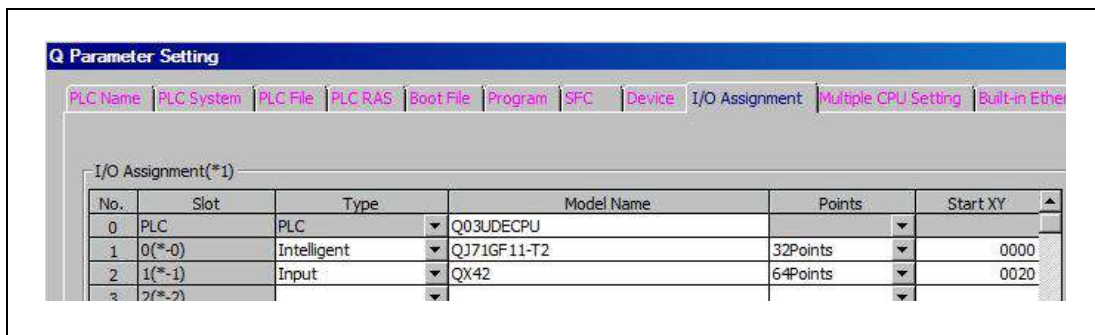 Q Parameter Setting
PLC Name PLC System PLC File PLC RAS Boot File Program SFC Device I/O Assignment Multiple CPU Setting Built-in Ether
I/O Assignment(*1)
No. Slot Type Model Name Points Start XY
0 PLC PLC Q03UDECPU
1 0(*-0) Intelligent QJ71GF11-T2 32Points 0000
2 1(*-1) Input QX42 64Points 0020
3 2(*-2)